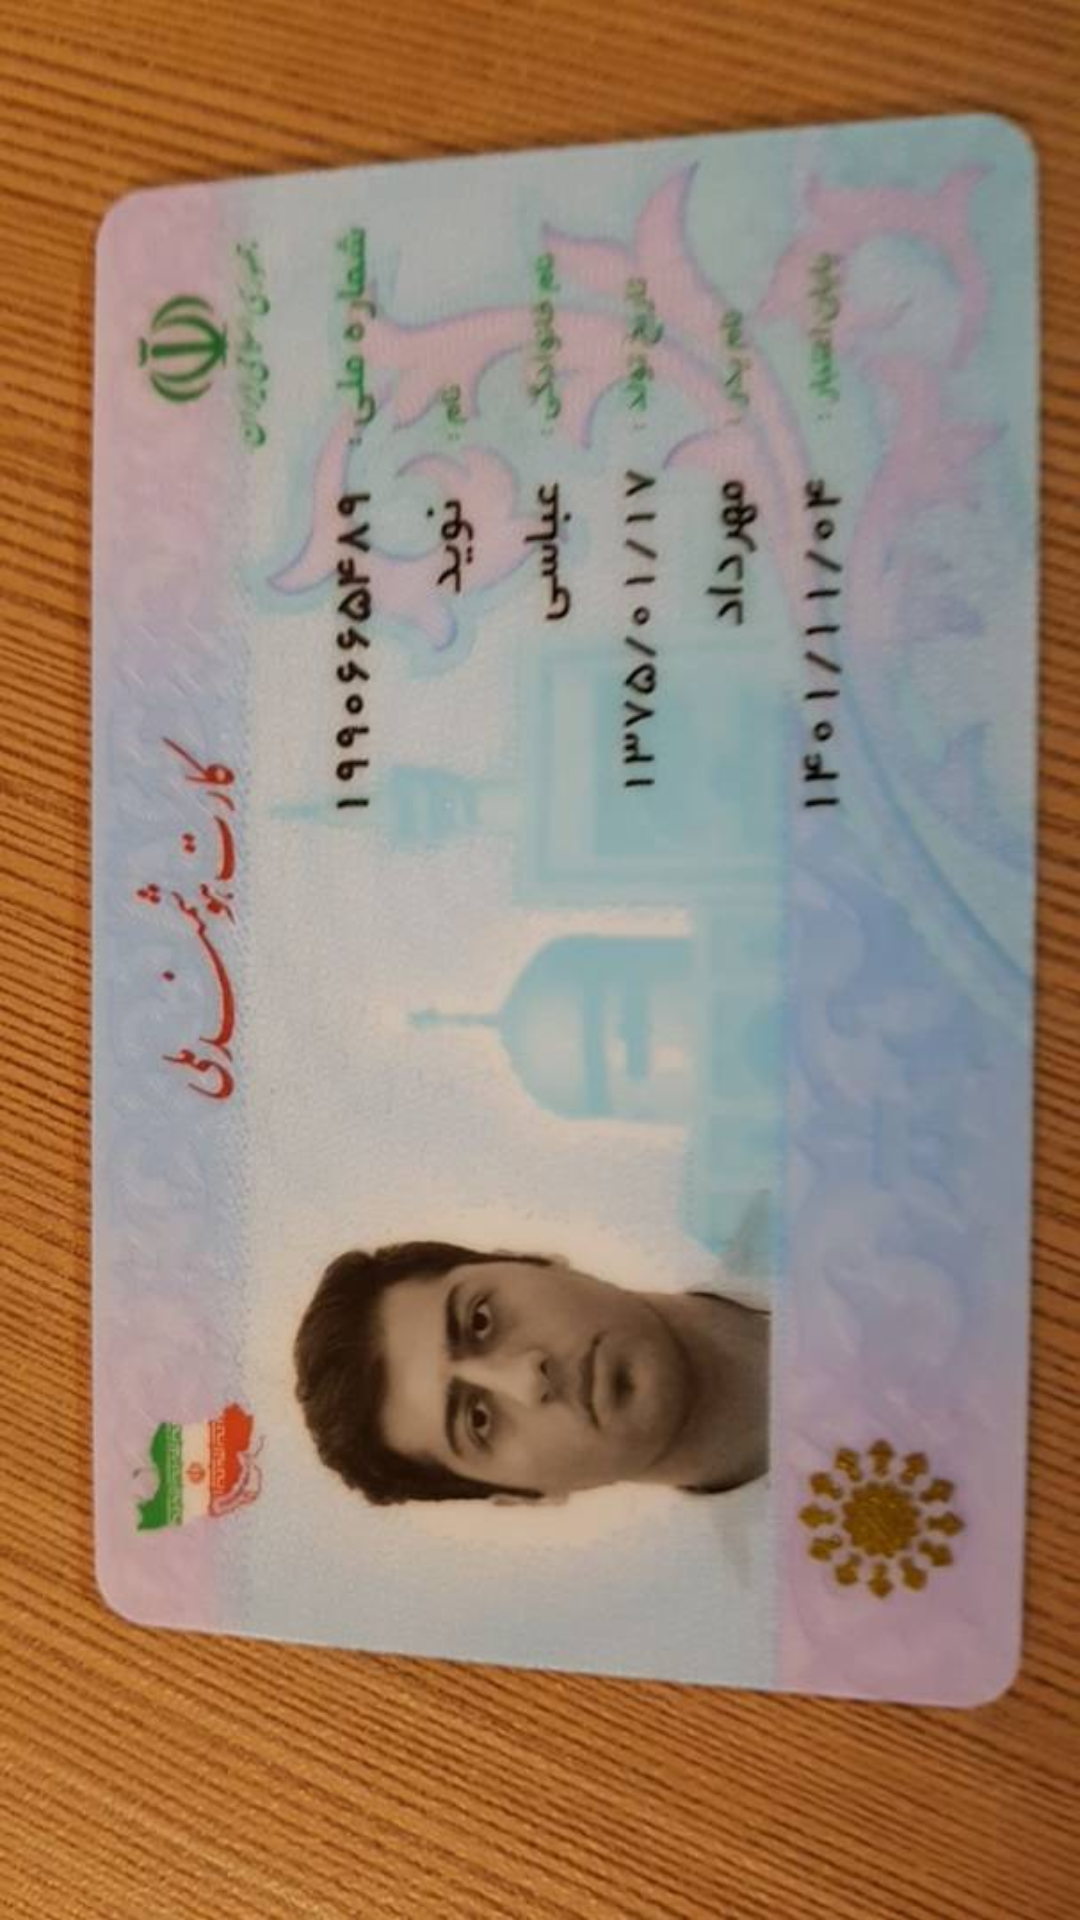 جمهوری اسلامی ایران
کارت هوشمند ملی
شماره ملی: ۱۹۹۰۶۶۵۴۸۹
نام: نوید
نام خانوادگی: عباسی
تاریخ تولد: ۱۳۷۵/۰۱/۱۷
نام پدر: مهرداد
پایان اعتبار: ۱۴۰۱/۱۱/۰۴